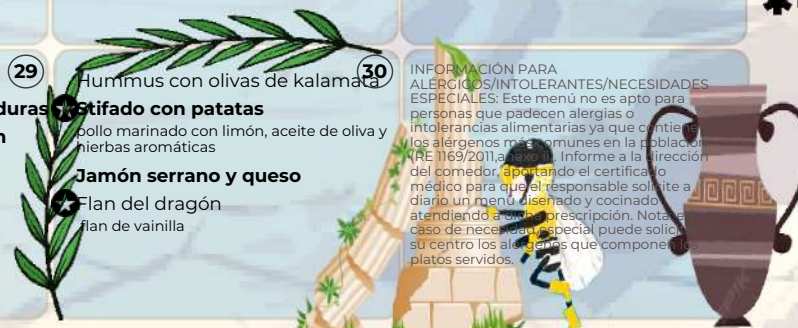 29
duras
n
30
Hummus con olivas de kalamata
Stifado con patatas
pollo marinado con limón, aceite de oliva y
hierbas aromáticas
Jamón serrano y queso
Flan del dragón
flan de vainilla
INFORMACIÓN PARA
ALÉRGICOS/INTOLERANTES/NECESIDADES
ESPECIALES: Este menú no es apto para
personas que padecen alergias o
intolerancias alimentarias ya que contiene
los alérgenos más comunes en la población
(RE 1169/2011,anexo II). Informe a la dirección
del comedor, aportando el certificado
médico para que el responsable solicite a
diario un menú diseñado y cocinado
atendiendo a dicha prescripción. Nota: en
caso de necesidad especial puede solicitar
su centro los alérgenos que componen los
platos servidos.